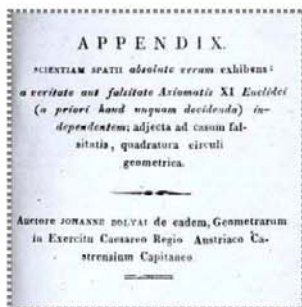 APPENDIX.
SCIENTIAM SPATII absolute veram exhibens:
a veritate aut falsitate Axiomatis XI Euclidei
(a priori haud unquam decidenda) in-
dependentem; adjecta ad casum fal-
sitatis, quadratura circuli
geometrica.
Auctore JOHANNE BOLYAI de eadem, Geometrarum
in Exercitu Caesareo Regio Austriaco Ca-
strensium Capitaneo